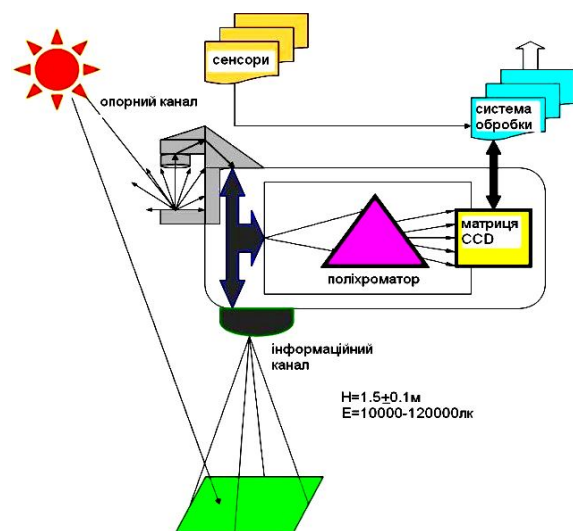 сенсори
опорний канал
система
обробки
матриця
CCD
поліхроматор
інформаційний
канал
H=1.5±0.1м
E=10000-120000лк